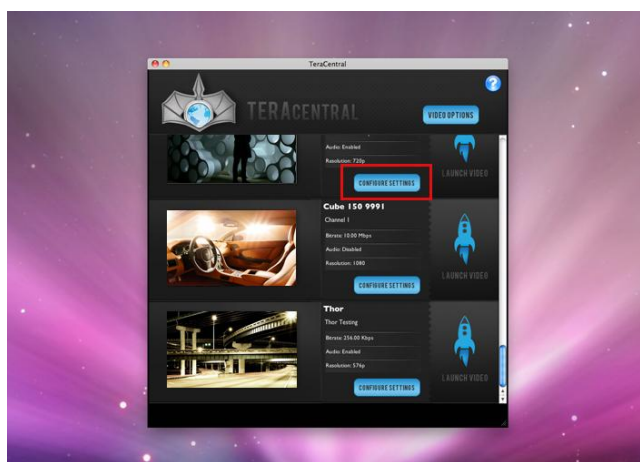 TeraCentral
TERACENTRAL
VIDEO OPTIONS
Audio: Enabled
Resolution: 720p
CONFIGURE SETTINGS
LAUNCH VIDEO
Cube 150 9991
Channel 1
Bitrate: 10.00 Mbps
Audio: Disabled
Resolution: 1080
CONFIGURE SETTINGS
LAUNCH VIDEO
Thor
Thor Testing
Bitrate: 256.00 Kbps
Audio: Enabled
Resolution: 576p
CONFIGURE SETTINGS
LAUNCH VIDEO